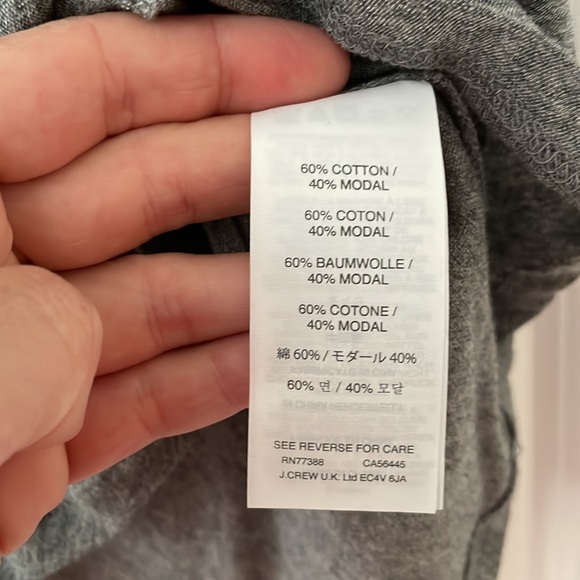 60% COTTON /
40% MODAL
60% COTON /
40% MODAL
60% BAUMWOLLE /
40% MODAL
60% COTONE /
40% MODAL
綿 60% / モダール 40%
60% 면 / 40% 모달
SEE REVERSE FOR CARE
RN77388 CA56445
J.CREW U.K. Ltd EC4V 6JA